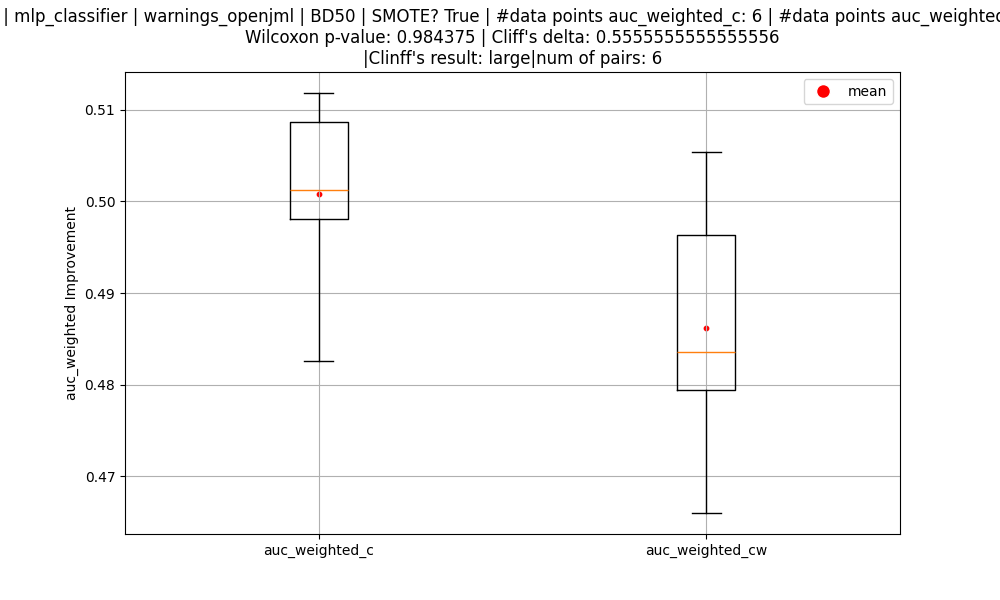 | mlp_classifier | warnings_openjml | BD50 | SMOTE? True | #data points auc_weighted_c: 6 | #data points
Wilcoxon p-value: 0.984375 | Cliff's delta: 0.5555555555555556
|Clinff's result: large|num of pairs: 6
mean
0.51
0.50
0.49
0.48
0.47
auc_weighted Improvement
auc_weighted_c
auc_weighted_cw